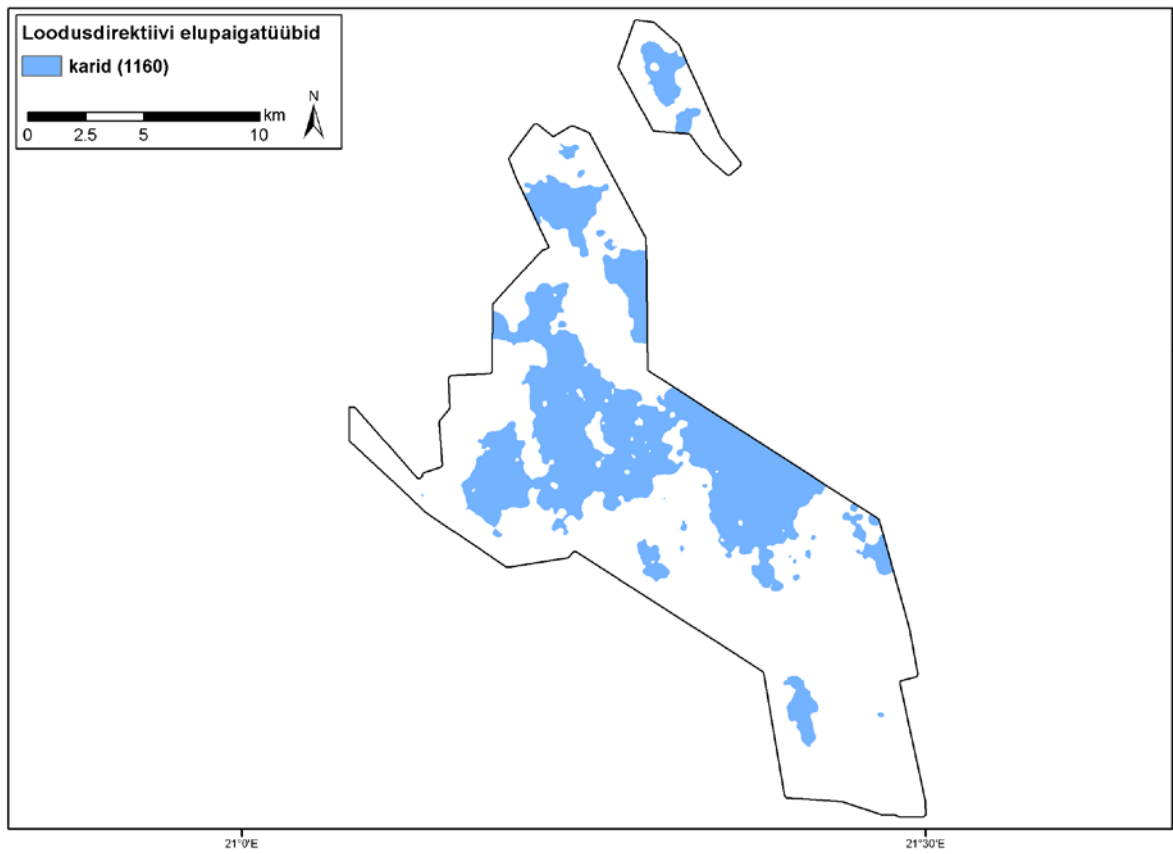 Loodusdirektiivi elupaigatüübid
karid (1160)
km
N
0 2.5 5 10
21°0'E
21°30'E